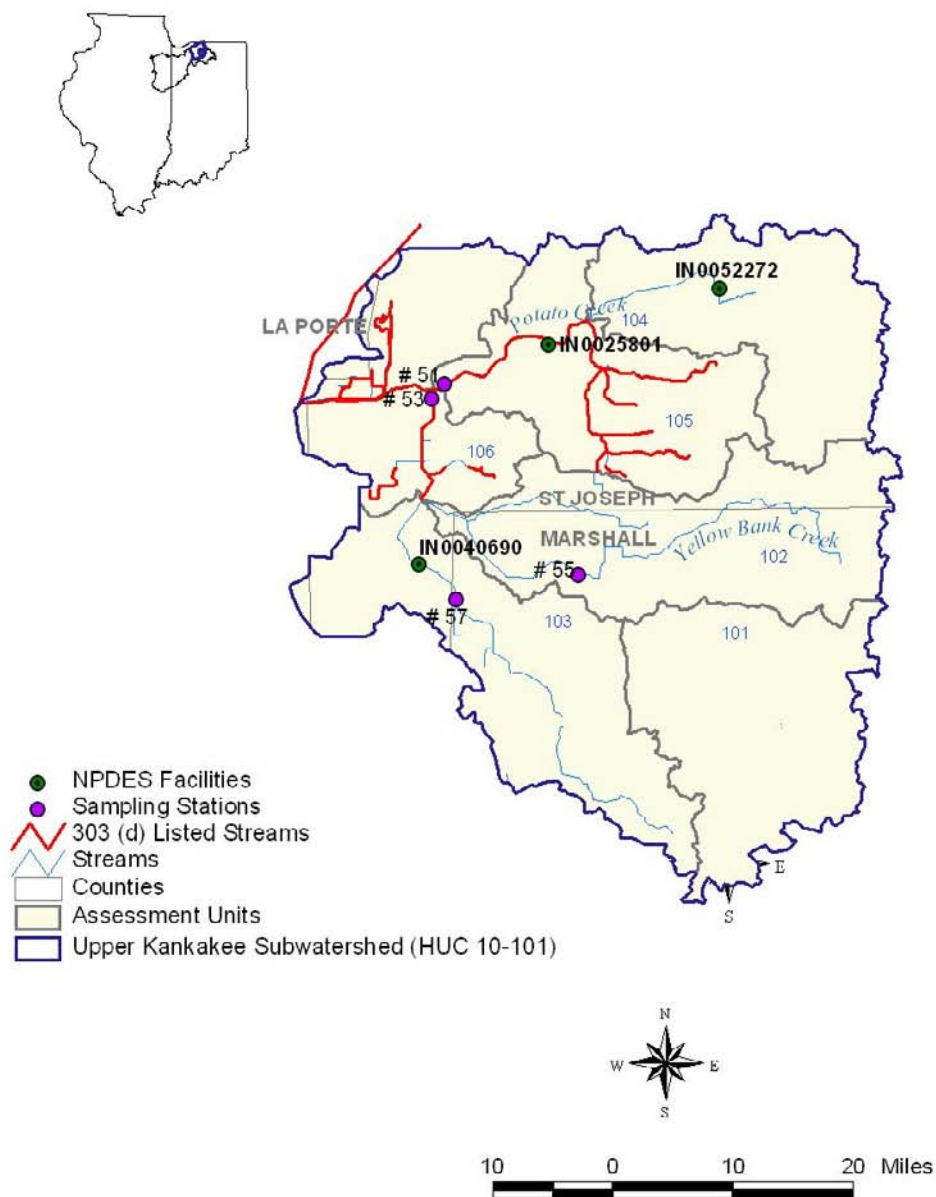 IN0052272
Potato Creek
104
LA PORTE
IN0025801
# 51
# 53
105
106
ST JOSEPH
MARSHALL
Yellow Bank Creek
IN0040690
102
# 55
# 57
103
101
NPDES Facilities
Sampling Stations
303 (d) Listed Streams
Streams
Counties
Assessment Units
Upper Kankakee Subwatershed (HUC 10-101)
E
S
N
W E
S
10 0 10 20 Miles